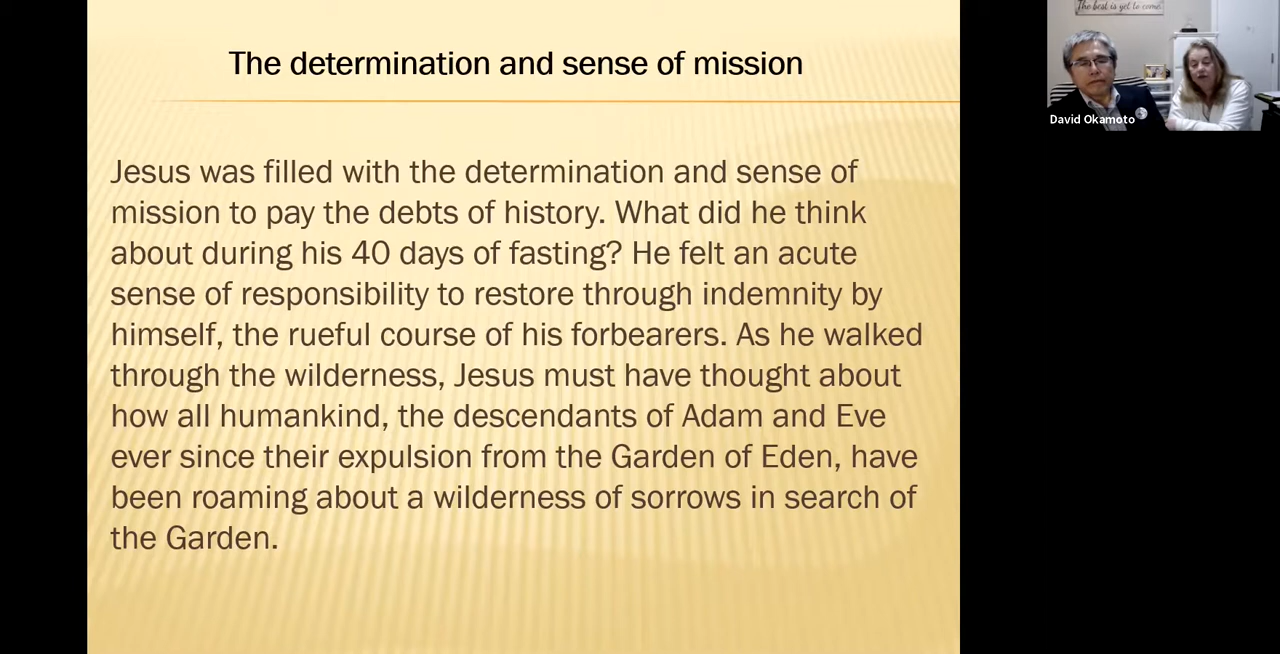 The determination and sense of mission
Jesus was filled with the determination and sense of
mission to pay the debts of history. What did he think
about during his 40 days of fasting? He felt an acute
sense of responsibility to restore through indemnity by
himself, the rueful course of his forbearers. As he walked
through the wilderness, Jesus must have thought about
how all humankind, the descendants of Adam and Eve
ever since their expulsion from the Garden of Eden, have
been roaming about a wilderness of sorrows in search of
the Garden.
The best is yet to come.
David Okamoto